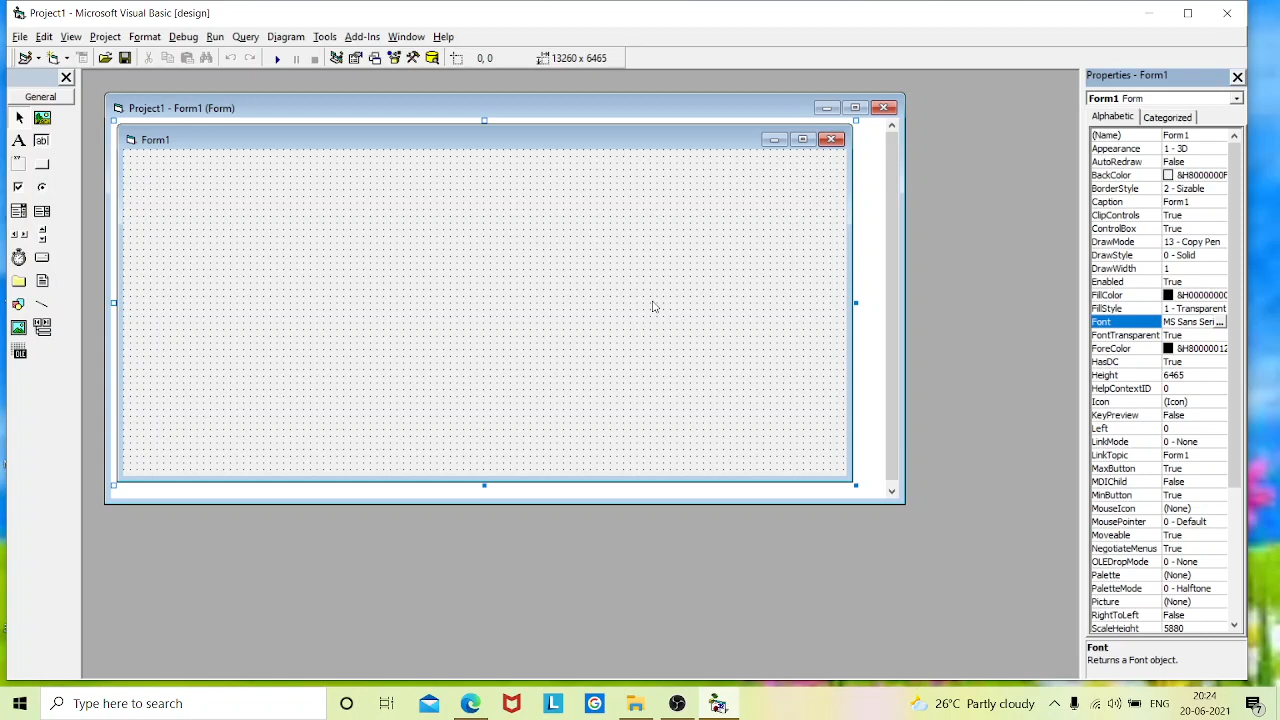 Project1 - Microsoft Visual Basic [design]
File Edit View Project Format Debug Run Query Diagram Tools Add-Ins Window Help
0, 0 13260 x 6465
General
Project1 - Form1 (Form)
Form1
Properties - Form1
Form1 Form
Alphabetic Categorized
(Name) Form1
Appearance 1 - 3D
AutoRedraw False
BackColor &H8000000F
BorderStyle 2 - Sizable
Caption Form1
ClipControls True
ControlBox True
DrawMode 13 - Copy Pen
DrawStyle 0 - Solid
DrawWidth 1
Enabled True
FillColor &H0000000
FillStyle 1 - Transparent
Font MS Sans Seri ...
FontTransparent True
ForeColor &H8000001
HasDC True
Height 6465
HelpContextID 0
Icon (Icon)
KeyPreview False
Left 0
LinkMode 0 - None
LinkTopic Form1
MaxButton True
MDIChild False
MinButton True
MouseIcon (None)
MousePointer 0 - Default
Moveable True
NegotiateMenus True
OLEDropMode 0 - None
Palette (None)
PaletteMode 0 - Halftone
Picture (None)
RightToLeft False
ScaleHeight 5880
Font
Returns a Font object.
Type here to search
26°C Partly cloudy
ENG
20:24
20-06-2021
7